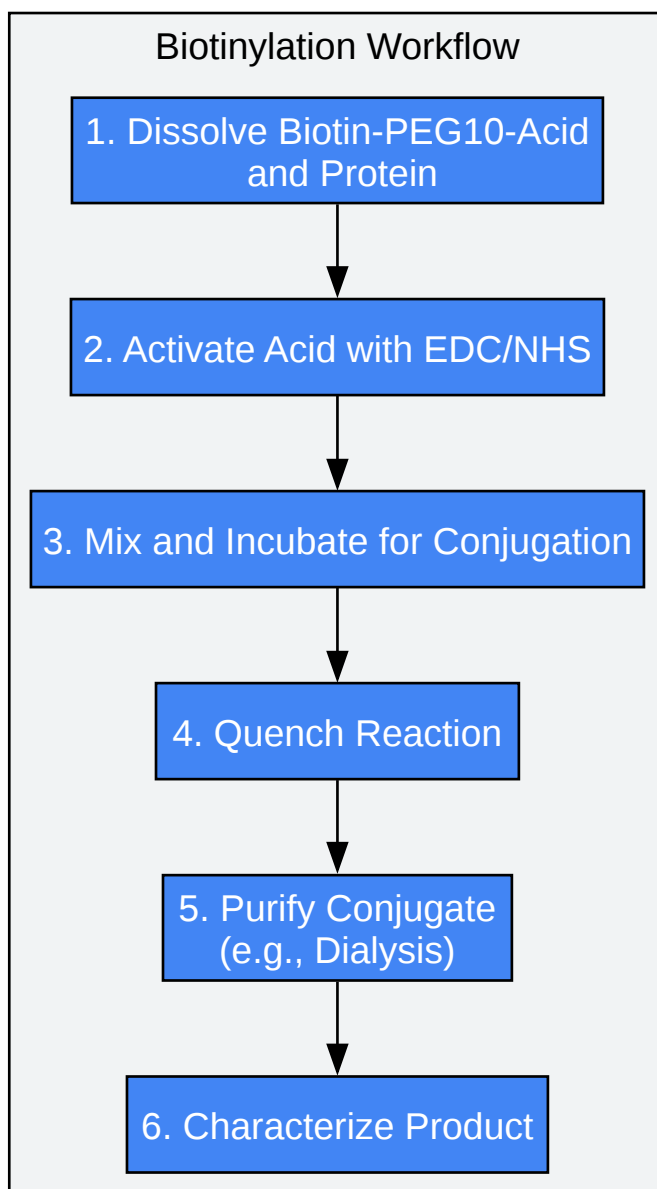 Biotinylation Workflow
1. Dissolve Biotin-PEG10-Acid
and Protein
2. Activate Acid with EDC/NHS
3. Mix and Incubate for Conjugation
4. Quench Reaction
5. Purify Conjugate
(e.g., Dialysis)
6. Characterize Product